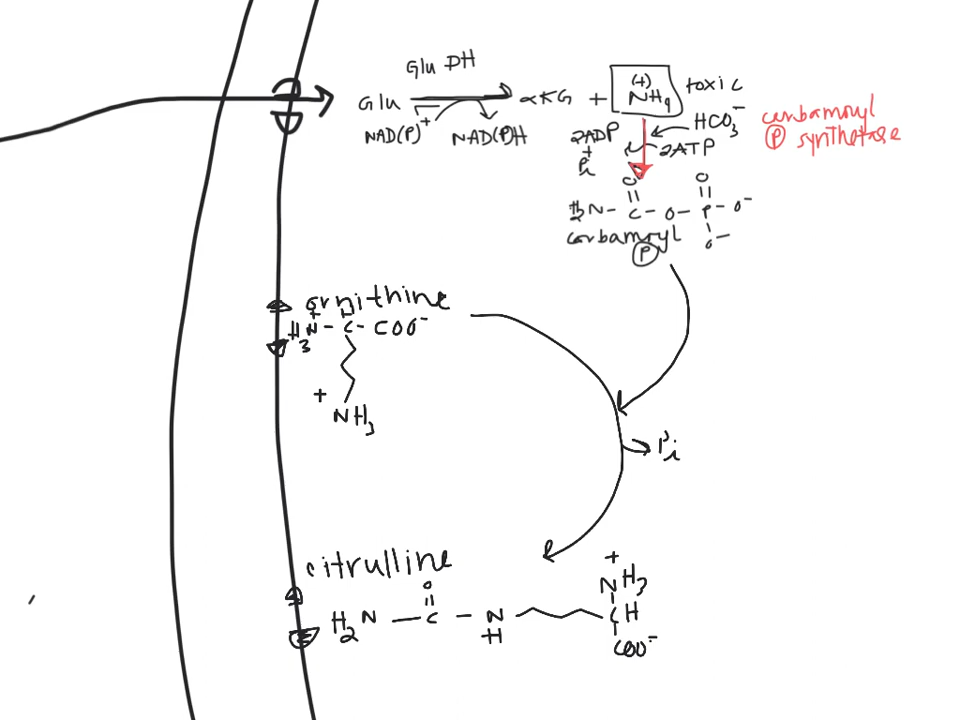 Glu DH
Glu
αKG + NH4 (+)
toxic
NAD(P)+
NAD(P)H
HCO3-
carbamoyl
P synthetase
2ADP
+
Pi
2ATP
O
O
H2N - C - O - P - O-
O-
carbamoyl
P
ornithine
H3N+ - C - COO-
+
NH3
Pi
citrulline
O
+
NH3
H2N - C - N
H
CH
COO-